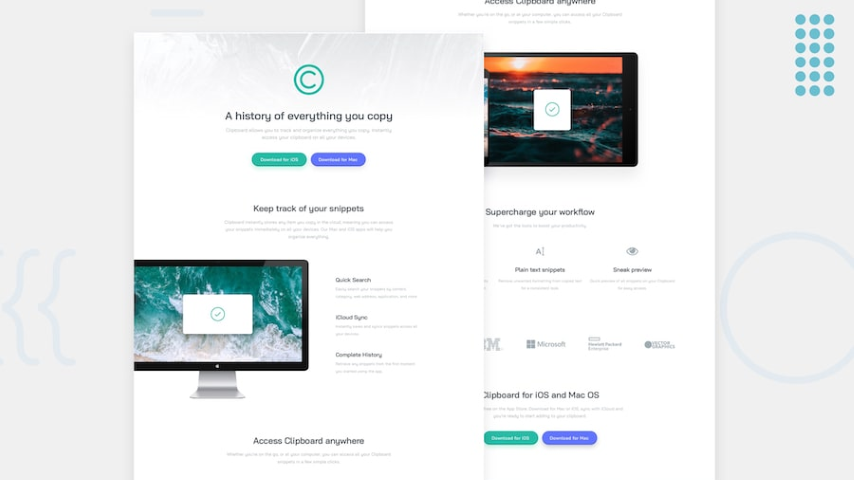 A history of everything you copy
Clipboard allows you to track and organize everything you copy. Instantly
access your clipboard on all your devices.
Download for iOS
Download for Mac
Keep track of your snippets
Clipboard instantly stores any item you copy in the cloud, meaning you can access
your snippets immediately on all your devices. Our Mac and iOS apps will help you
organize everything.
Quick Search
Easily search your snippets by content,
category, web address, application, and more.
iCloud Sync
Instantly saves and syncs snippets across all
your devices.
Complete History
Retrieve any snippets from the first moment
you started using the app.
Access Clipboard anywhere
Whether you're on the go, or at your computer, you can access all your Clipboard
snippets in a few simple clicks.
Access Clipboard anywhere
Whether you're on the go, or at your computer, you can access all your Clipboard
snippets in a few simple clicks.
Supercharge your workflow
We've got the tools to boost your productivity.
Plain text snippets
Sneak preview
Microsoft
Hewlett Packard
Enterprise
VECTOR
GRAPHICS
Clipboard for iOS and Mac OS
Download for iOS
Download for Mac